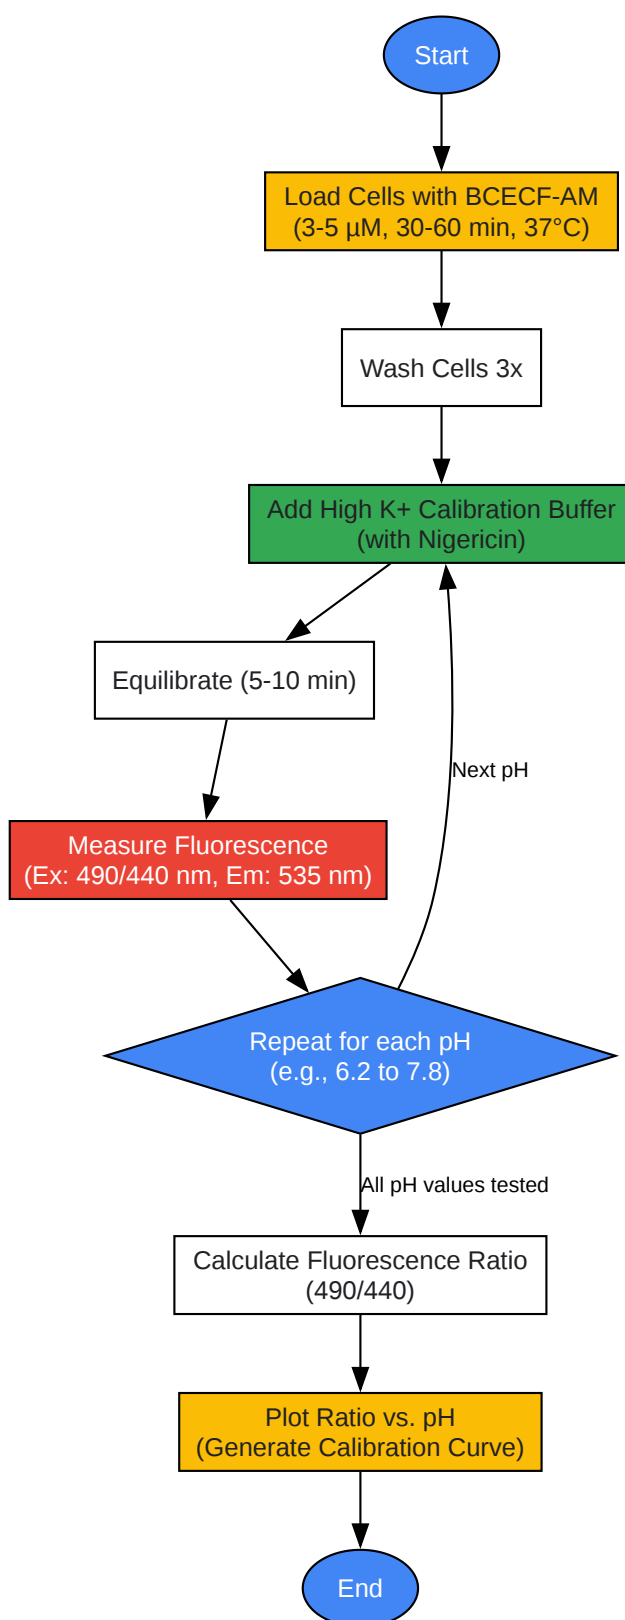 Start
Load Cells with BCECF-AM
(3-5 µM, 30-60 min, 37°C)
Wash Cells 3x
Add High K+ Calibration Buffer
(with Nigericin)
Equilibrate (5-10 min)
Next pH
Measure Fluorescence
(Ex: 490/440 nm, Em: 535 nm)
Repeat for each pH
(e.g., 6.2 to 7.8)
All pH values tested
Calculate Fluorescence Ratio
(490/440)
Plot Ratio vs. pH
(Generate Calibration Curve)
End